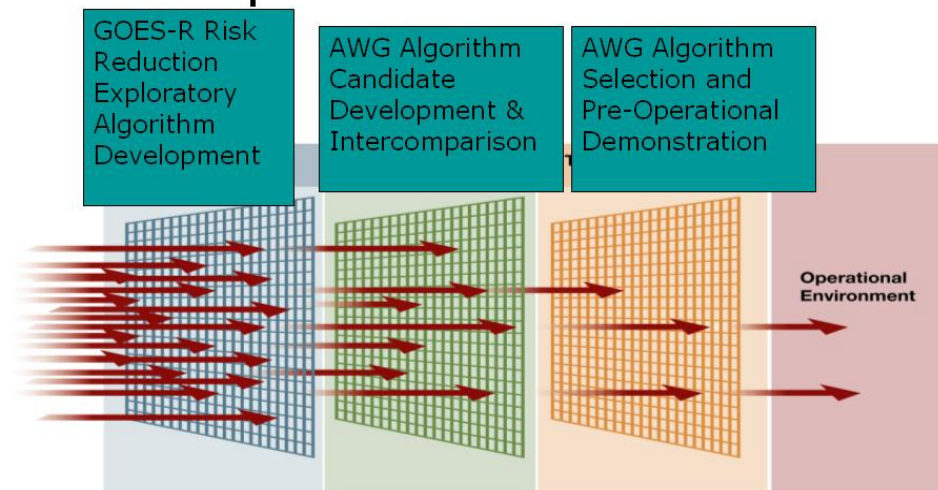 GOES-R Risk
Reduction
Exploratory
Algorithm
Development
AWG Algorithm
Candidate
Development &
Intercomparison
AWG Algorithm
Selection and
Pre-Operational
Demonstration
Operational
Environment